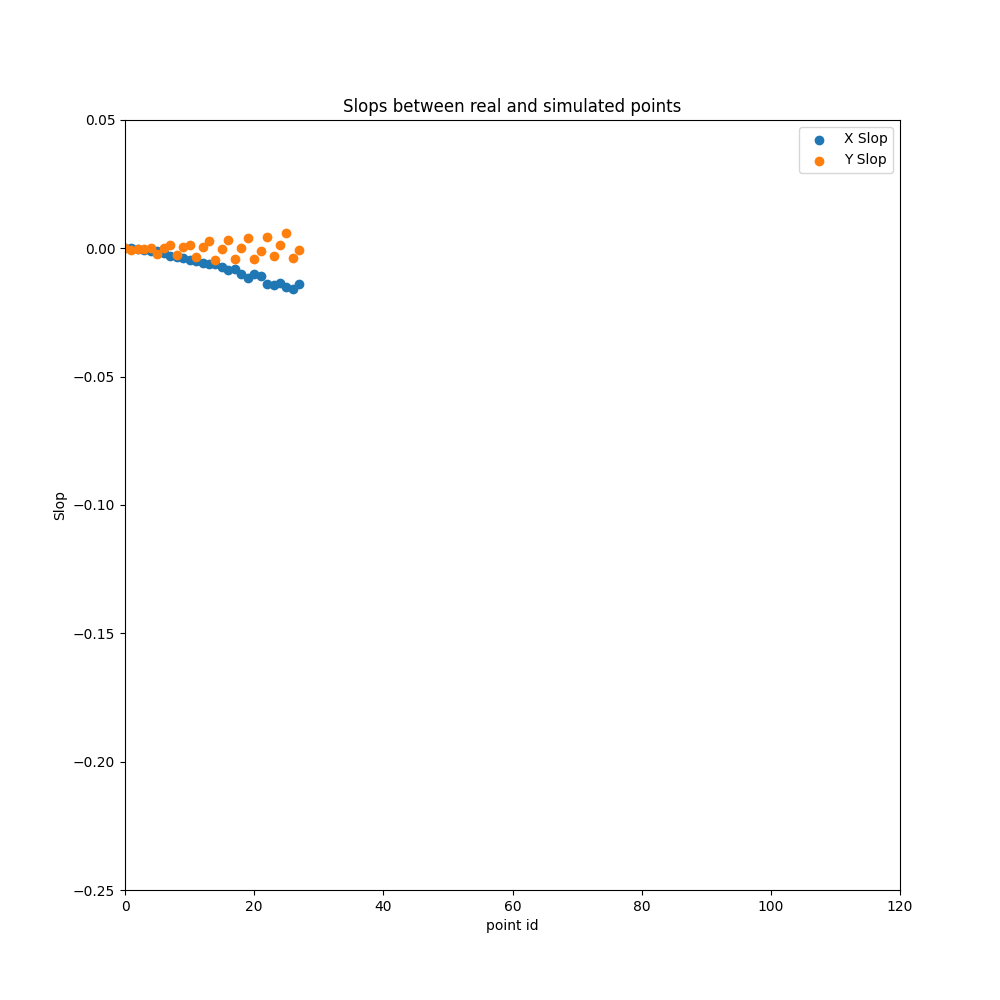 Slops between real and simulated points
X Slop
Y Slop
0.05
0.00
−0.05
−0.10
−0.15
−0.20
−0.25
Slop
0 20 40 60 80 100 120
point id